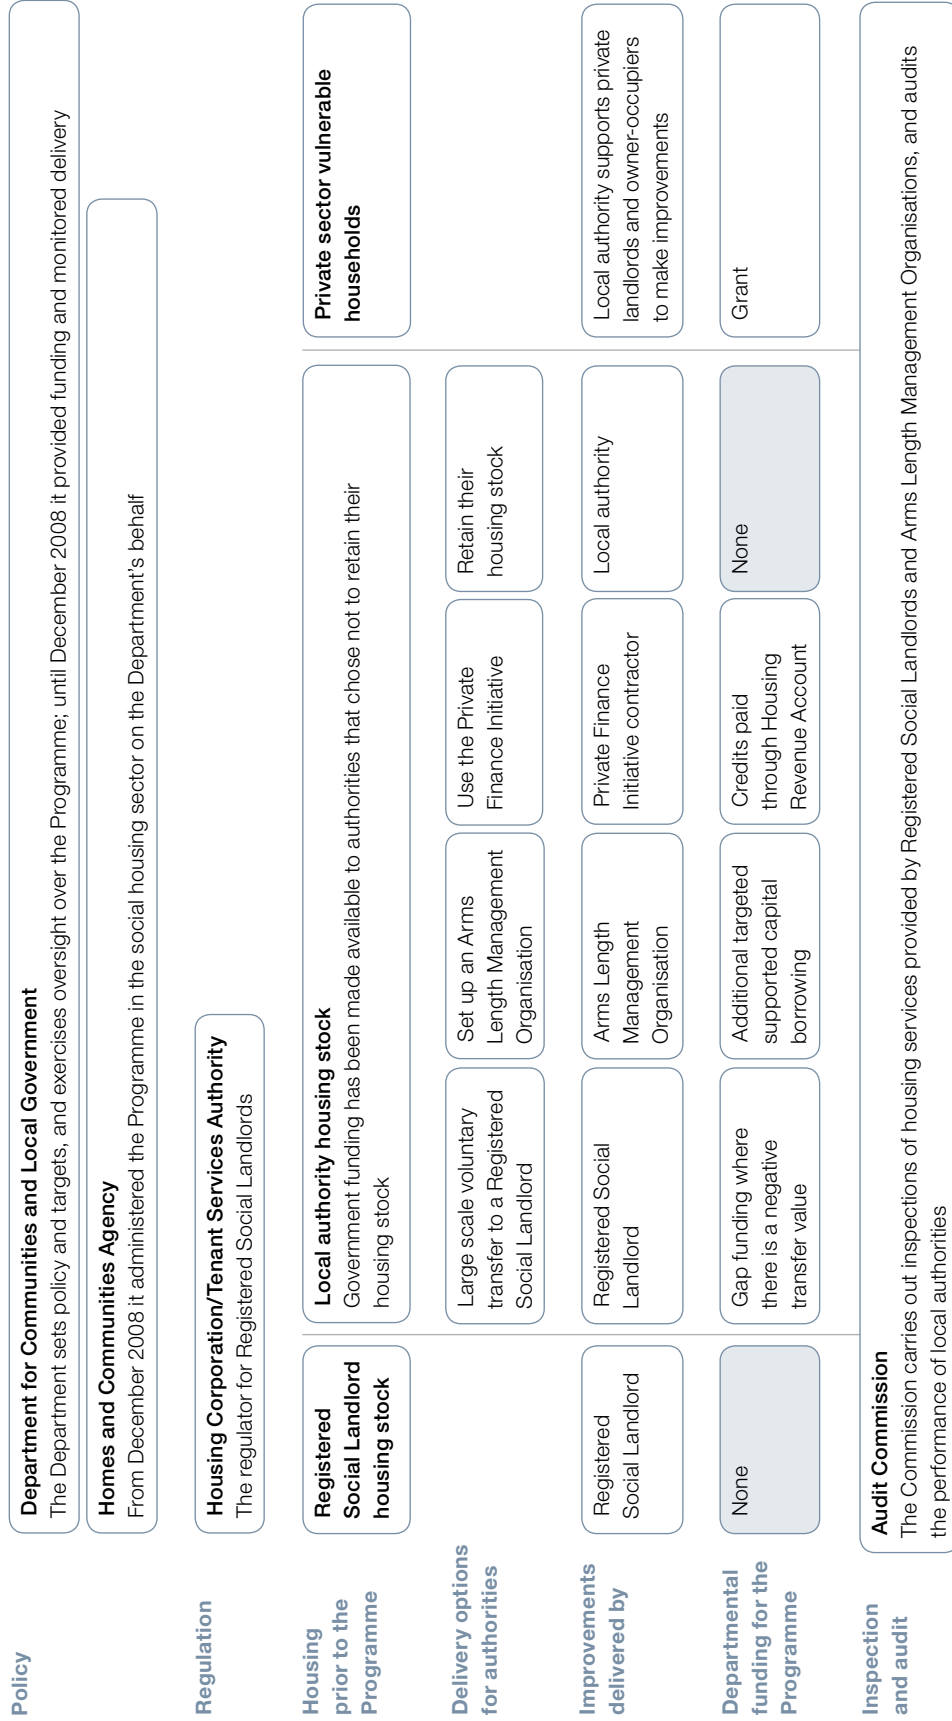 Policy
Department for Communities and Local Government
The Department sets policy and targets, and exercises oversight over the Programme; until December 2008 it provided funding and monitored delivery
Homes and Communities Agency
From December 2008 it administered the Programme in the social housing sector on the Department's behalf
Regulation
Housing Corporation/Tenant Services Authority
The regulator for Registered Social Landlords
Housing
prior to the
Programme
Registered
Social Landlord
housing stock
Local authority housing stock
Government funding has been made available to authorities that chose not to retain their
housing stock
Private sector vulnerable
households
Delivery options
for authorities
Large scale voluntary
transfer to a Registered
Social Landlord
Set up an Arms
Length Management
Organisation
Use the Private
Finance Initiative
Retain their
housing stock
Improvements
delivered by
Registered
Social Landlord
Registered Social
Landlord
Arms Length
Management
Organisation
Private Finance
Initiative contractor
Local authority
Local authority supports private
landlords and owner-occupiers
to make improvements
Departmental
funding for the
Programme
None
Gap funding where
there is a negative
transfer value
Additional targeted
supported capital
borrowing
Credits paid
through Housing
Revenue Account
None
Grant
Inspection
and audit
Audit Commission
The Commission carries out inspections of housing services provided by Registered Social Landlords and Arms Length Management Organisations, and audits
the performance of local authorities